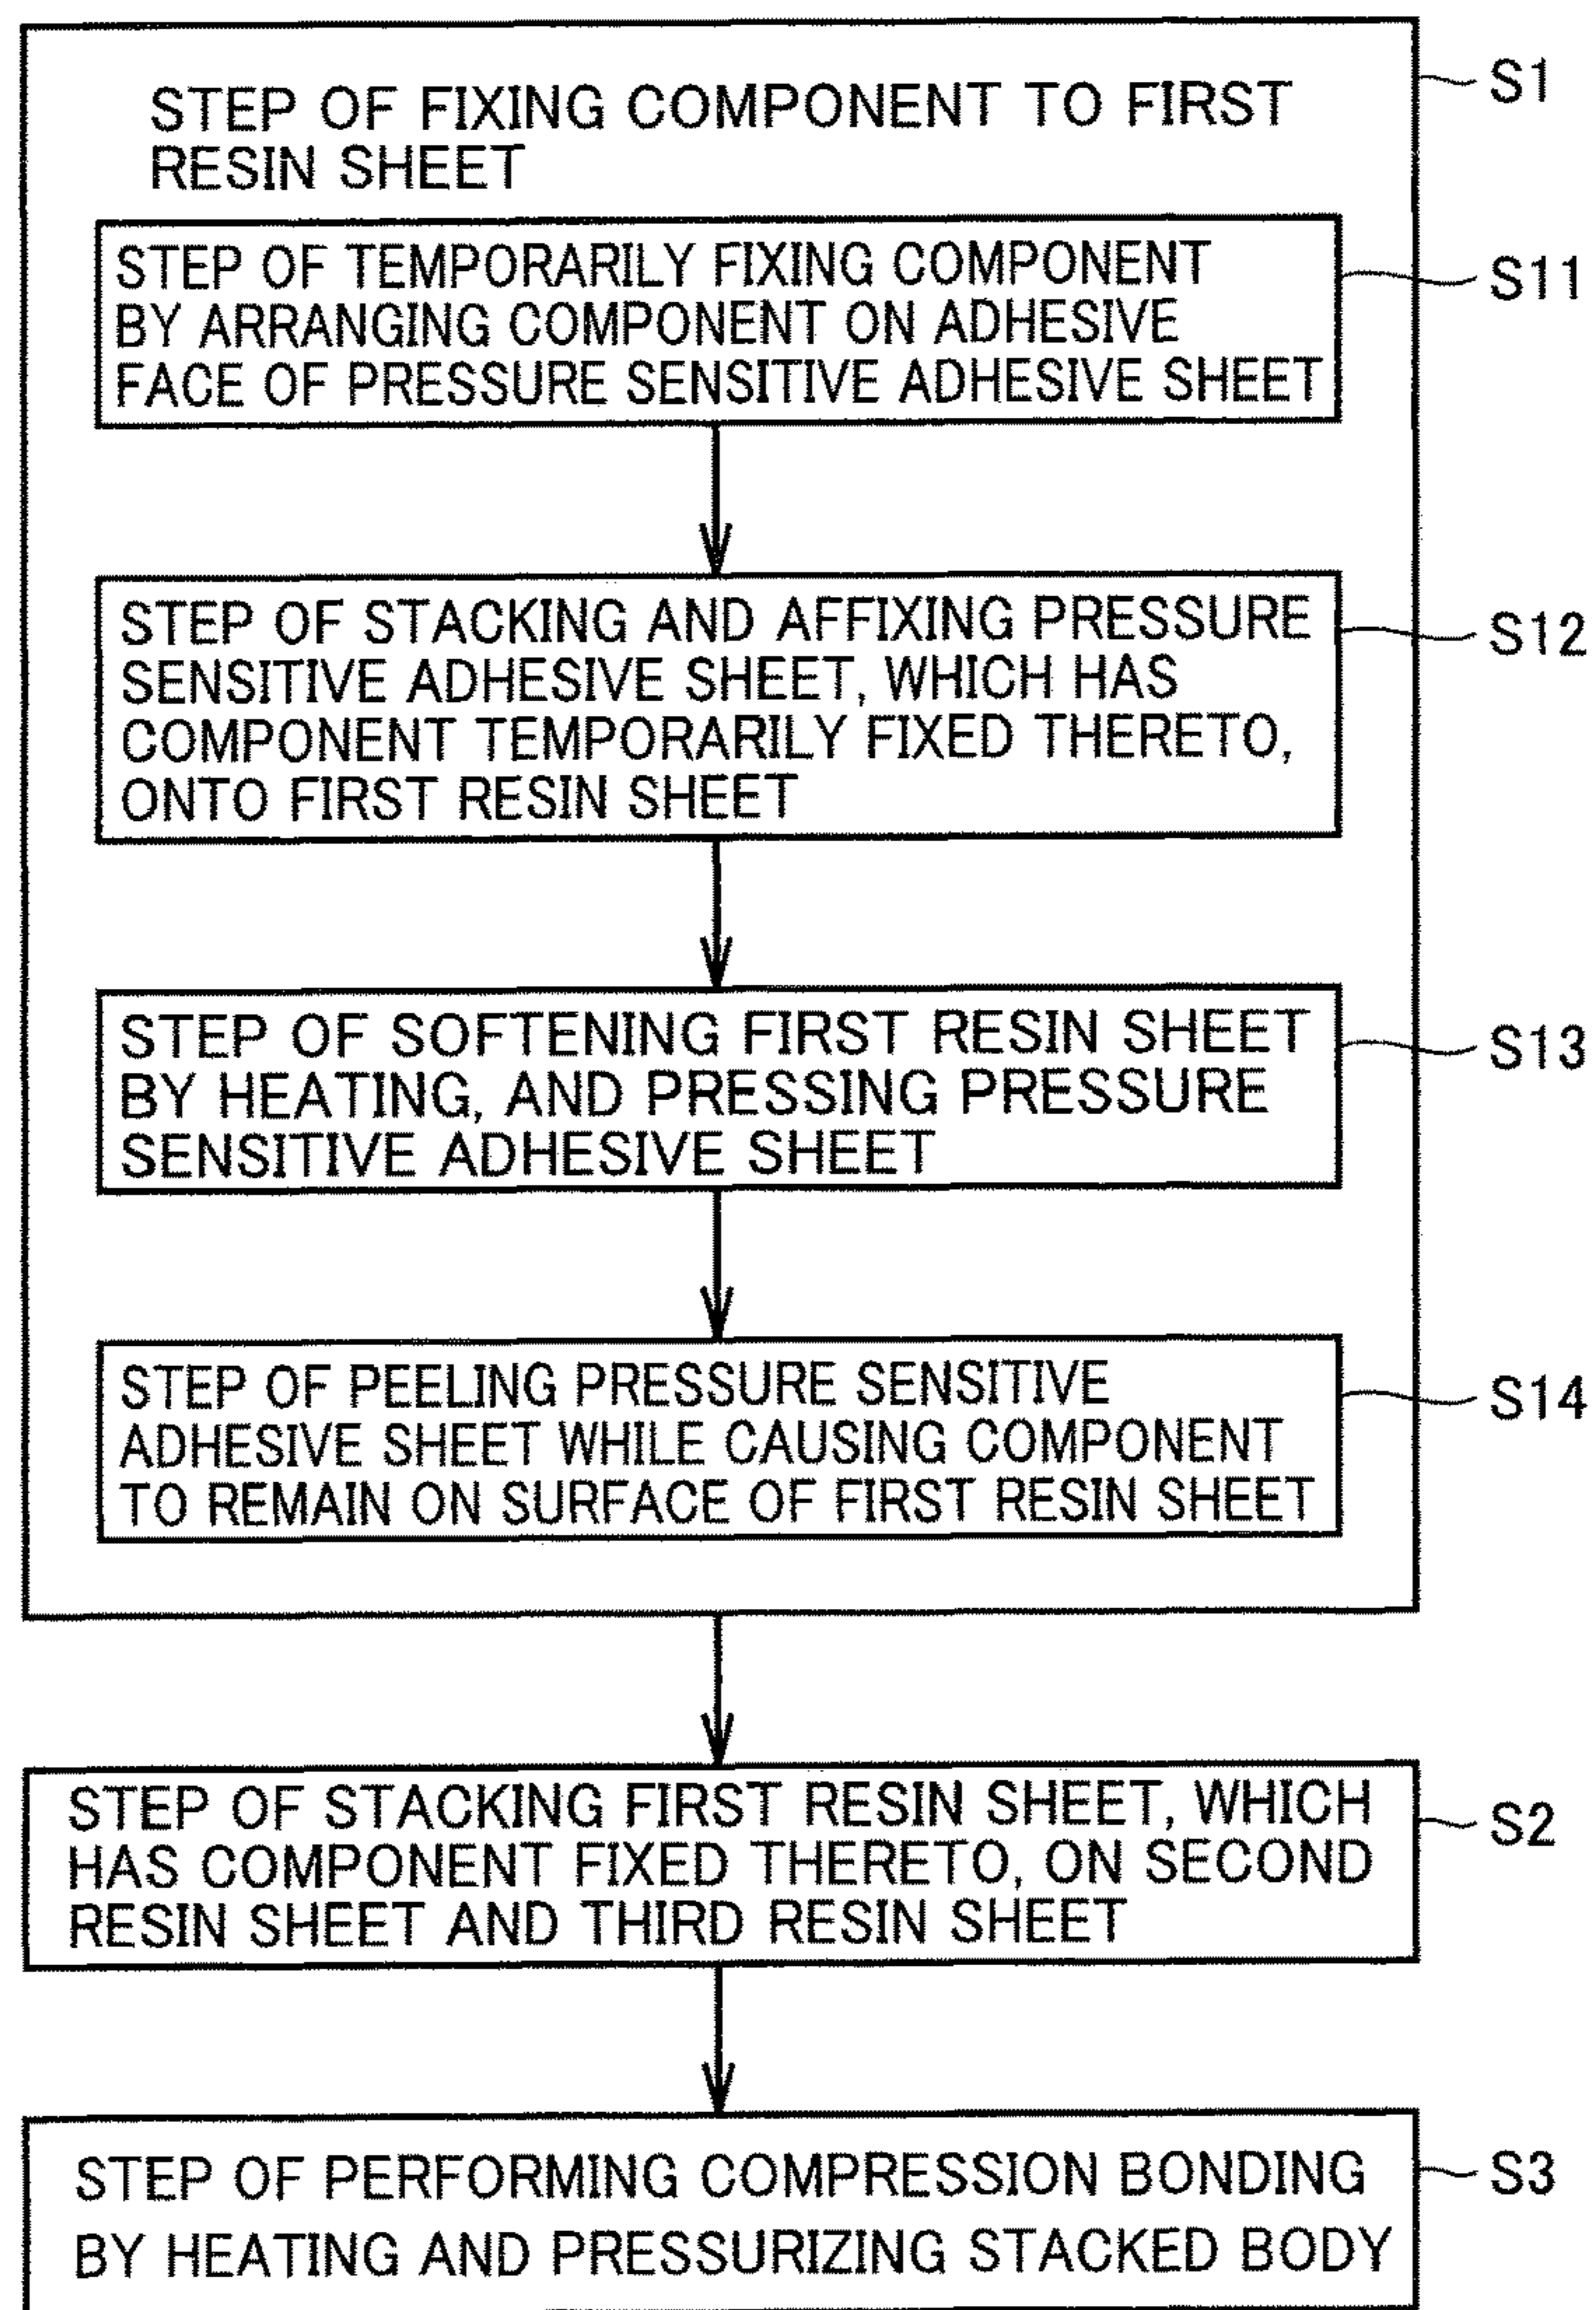 S1
STEP OF FIXING COMPONENT TO FIRST
RESIN SHEET
STEP OF TEMPORARILY FIXING COMPONENT
BY ARRANGING COMPONENT ON ADHESIVE
FACE OF PRESSURE SENSITIVE ADHESIVE SHEET
S11
STEP OF STACKING AND AFFIXING PRESSURE
SENSITIVE ADHESIVE SHEET, WHICH HAS
COMPONENT TEMPORARILY FIXED THERETO,
ONTO FIRST RESIN SHEET
S12
STEP OF SOFTENING FIRST RESIN SHEET
BY HEATING, AND PRESSING PRESSURE
SENSITIVE ADHESIVE SHEET
S13
STEP OF PEELING PRESSURE SENSITIVE
ADHESIVE SHEET WHILE CAUSING COMPONENT
TO REMAIN ON SURFACE OF FIRST RESIN SHEET
S14
STEP OF STACKING FIRST RESIN SHEET, WHICH
HAS COMPONENT FIXED THERETO, ON SECOND
RESIN SHEET AND THIRD RESIN SHEET
S2
STEP OF PERFORMING COMPRESSION BONDING
BY HEATING AND PRESSURIZING STACKED BODY
S3